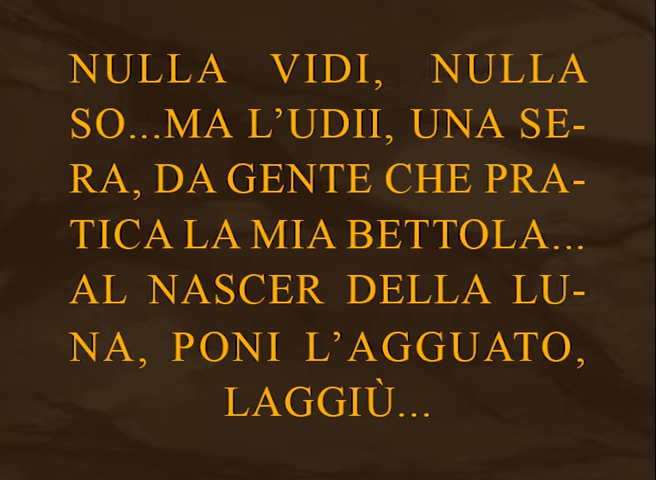 NULLA VIDI, NULLA
SO...MA L’UDII, UNA SE-
RA, DA GENTE CHE PRA-
TICA LA MIA BETTOLA...
AL NASCER DELLA LU-
NA, PONI L’AGGUATO,
LAGGIÙ...